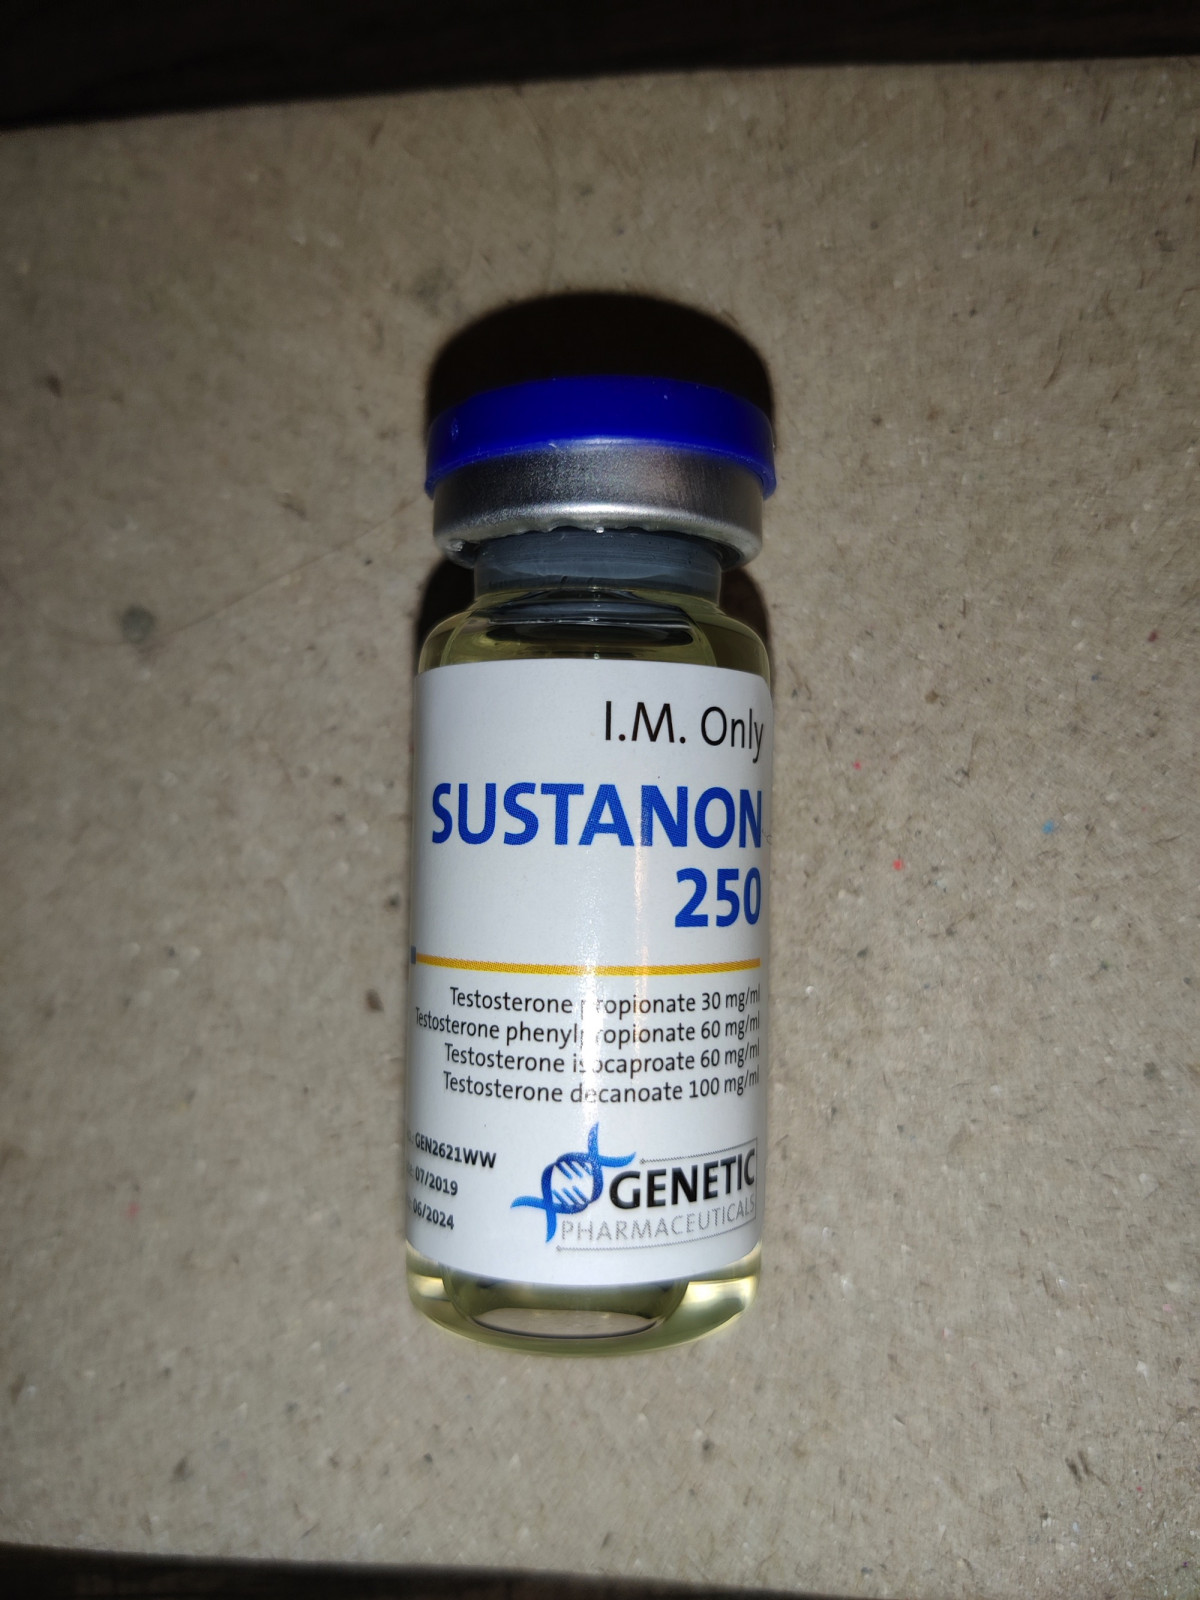 I.M. Only
SUSTANON
250
Testosterone propionate 30 mg/ml
Testosterone phenylpropionate 60 mg/ml
Testosterone isocaproate 60 mg/ml
Testosterone decanoate 100 mg/ml
GEN2621WW
07/2019
06/2024
GENETIC
PHARMACEUTICALS